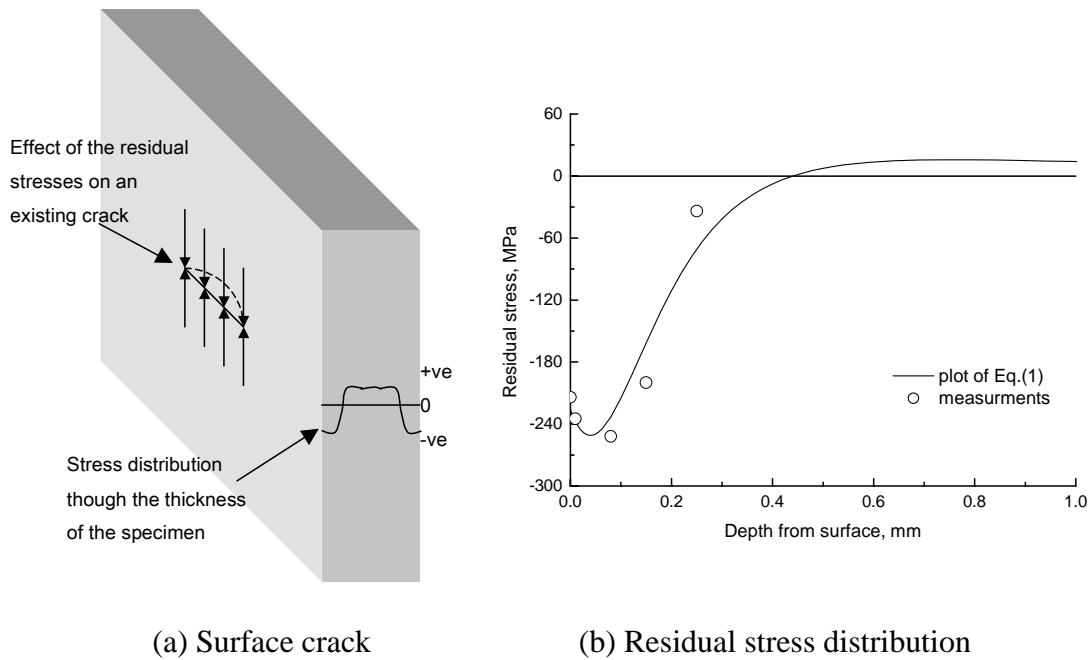 Effect of the residual
stresses on an
existing crack
+ve
0
-ve
Stress distribution
though the thickness
of the specimen
(a) Surface crack
60
0
-60
-120
-180
-240
-300
Residual stress, MPa
plot of Eq.(1)
measurments
0.0 0.2 0.4 0.6 0.8 1.0
Depth from surface, mm
(b) Residual stress distribution